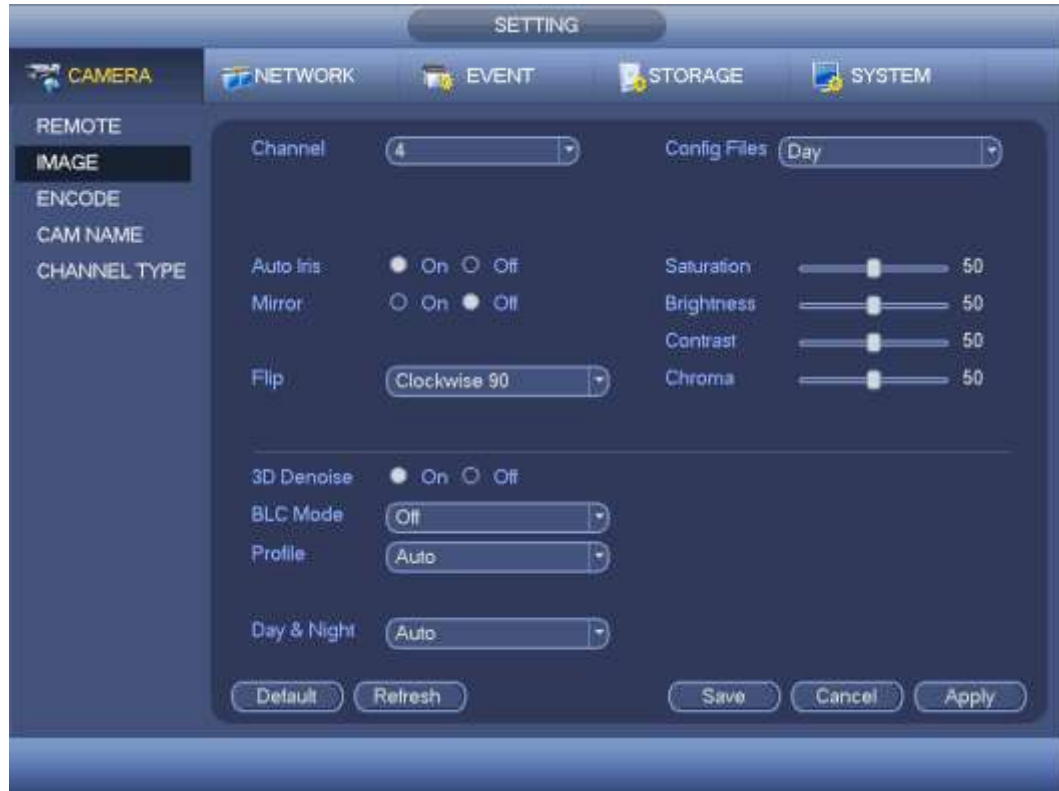 SETTING
CAMERA NETWORK EVENT STORAGE SYSTEM
REMOTE
IMAGE
ENCODE
CAM NAME
CHANNEL TYPE
Channel 4 Config Files Day
Auto Iris On Off Saturation 50
Mirror On Off Brightness 50
Contrast 50
Flip Clockwise 90 Chroma 50
3D Denoise On Off
BLC Mode Off
Profile Auto
Day & Night Auto
Default Refresh Save Cancel Apply